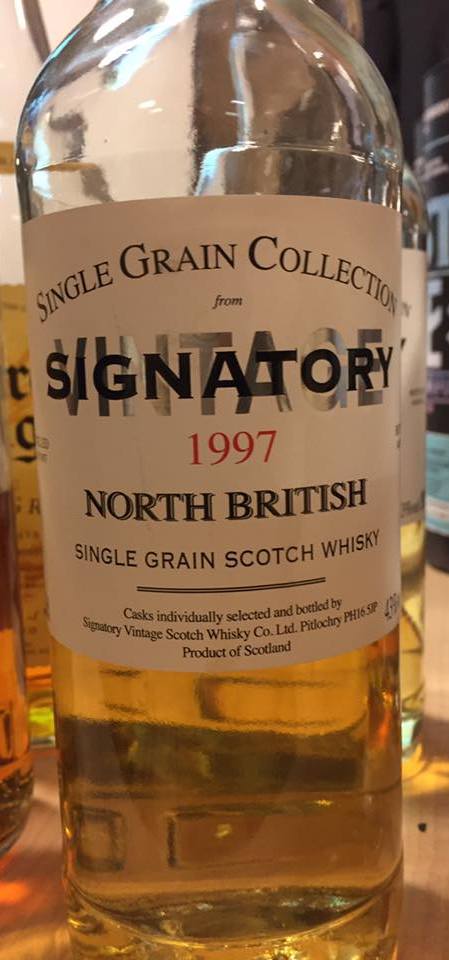 SINGLE GRAIN COLLECTION
from
VINTAGE
SIGNATORY
1997
NORTH BRITISH
SINGLE GRAIN SCOTCH WHISKY
Casks individually selected and bottled by
Signatory Vintage Scotch Whisky Co. Ltd. Pitlochry PH16 5JP
Product of Scotland
43%